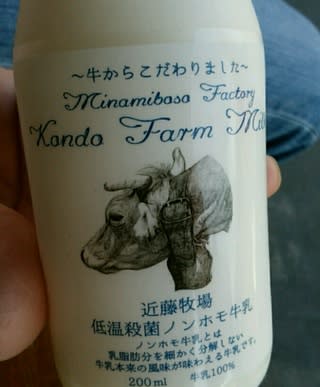 ～牛からこだわりました～
Minamiboso Factory
Kondo Farm
近藤牧場
低温殺菌ノンホモ牛乳
ノンホモ牛乳とは
乳脂肪分を細かく分解しない
牛乳本来の風味が味わえる牛乳です。
200ml 牛乳100%